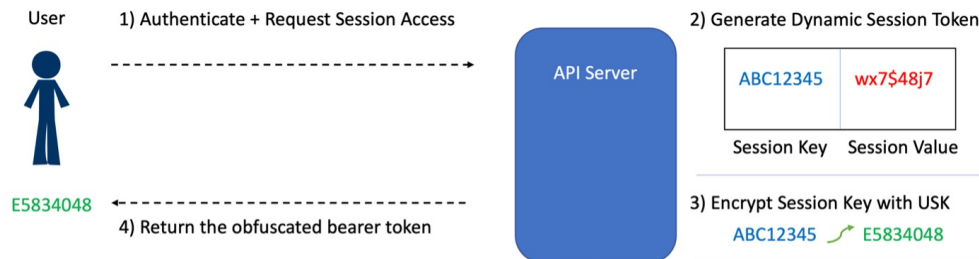 User
1) Authenticate + Request Session Access
2) Generate Dynamic Session Token
API Server
ABC12345 wx7$48j7
Session Key Session Value
E5834048
3) Encrypt Session Key with USK
4) Return the obfuscated bearer token
ABC12345 E5834048